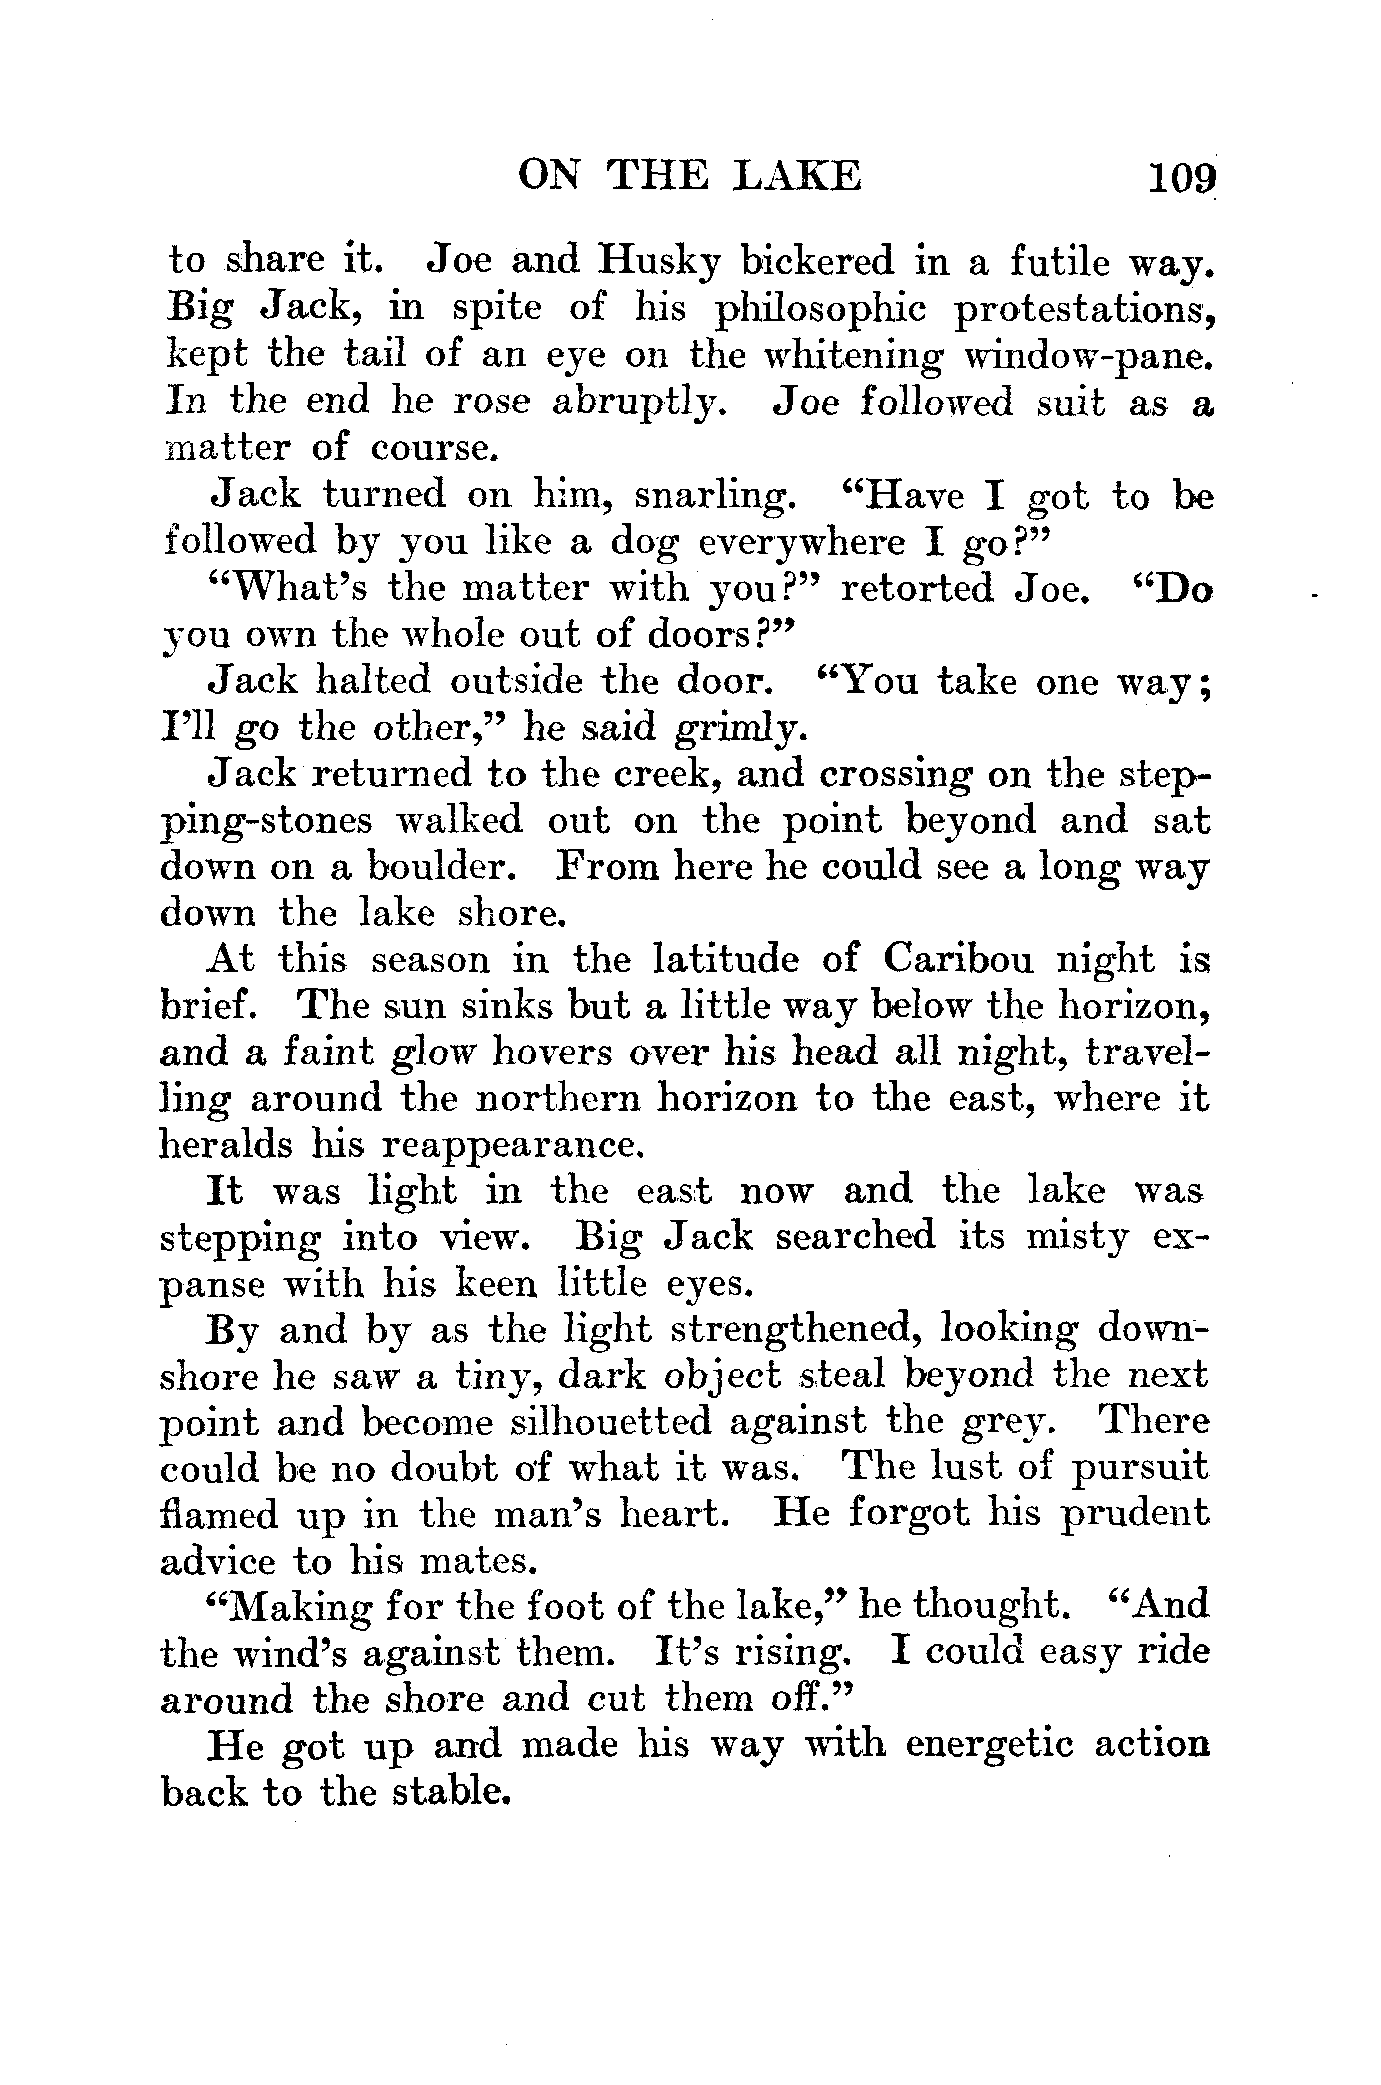 ON THE LAKE 109
to share it. Joe and Husky bickered in a futile way.
Big Jack, in spite of his philosophic protestations,
kept the tail of an eye on the whitening window-pane.
In the end he rose abruptly. Joe followed suit as a
matter of course.
Jack turned on him, snarling. “Have I got to be
followed by you like a dog everywhere I go?”
“What’s the matter with you?” retorted Joe. “Do
you own the whole out of doors?”
Jack halted outside the door. “You take one way;
I’ll go the other,” he said grimly.
Jack returned to the creek, and crossing on the step-
ping-stones walked out on the point beyond and sat
down on a boulder. From here he could see a long way
down the lake shore.
At this season in the latitude of Caribou night is
brief. The sun sinks but a little way below the horizon,
and a faint glow hovers over his head all night, travel-
ling around the northern horizon to the east, where it
heralds his reappearance.
It was light in the east now and the lake was
stepping into view. Big Jack searched its misty ex-
panse with his keen little eyes.
By and by as the light strengthened, looking down-
shore he saw a tiny, dark object steal beyond the next
point and become silhouetted against the grey. There
could be no doubt of what it was. The lust of pursuit
flamed up in the man’s heart. He forgot his prudent
advice to his mates.
“Making for the foot of the lake,” he thought. “And
the wind’s against them. It’s rising. I could easy ride
around the shore and cut them off.”
He got up and made his way with energetic action
back to the stable.